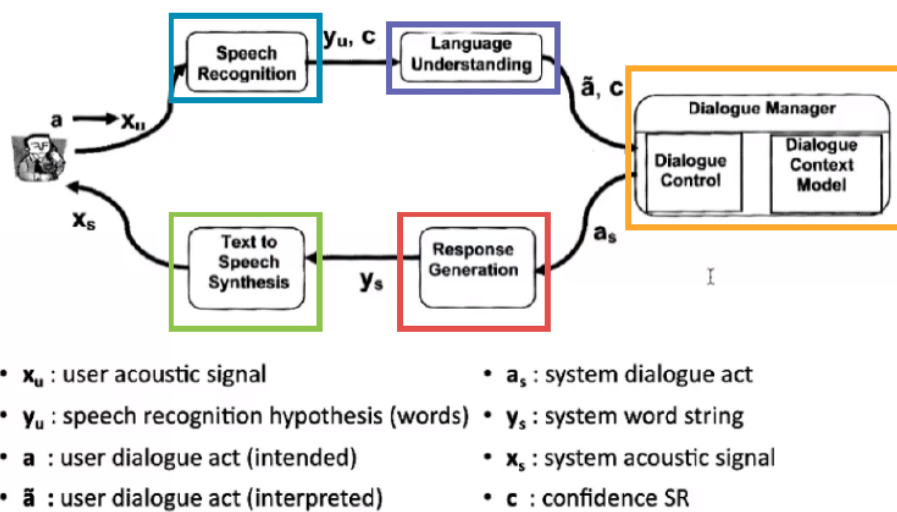 Speech
Recognition
yᵤ, c
Language
Understanding
ã, c
a
xᵤ
Dialogue Manager
Dialogue
Control
Dialogue
Context
Model
xₛ
Text to
Speech
Synthesis
yₛ
Response
Generation
aₛ
• xᵤ : user acoustic signal
• yᵤ : speech recognition hypothesis (words)
• a : user dialogue act (intended)
• ã : user dialogue act (interpreted)
• aₛ : system dialogue act
• yₛ : system word string
• xₛ : system acoustic signal
• c : confidence SR